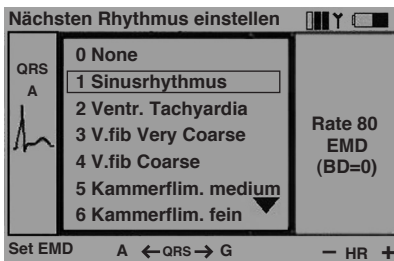 Nächsten Rhythmus einstellen
QRS
A
0 None
1 Sinusrhythmus
2 Ventr. Tachyardia
3 V.fib Very Coarse
4 V.fib Coarse
5 Kammerflim. medium
6 Kammerflim. fein
Rate 80
EMD
(BD=0)
Set EMD A ←QRS→ G − HR +